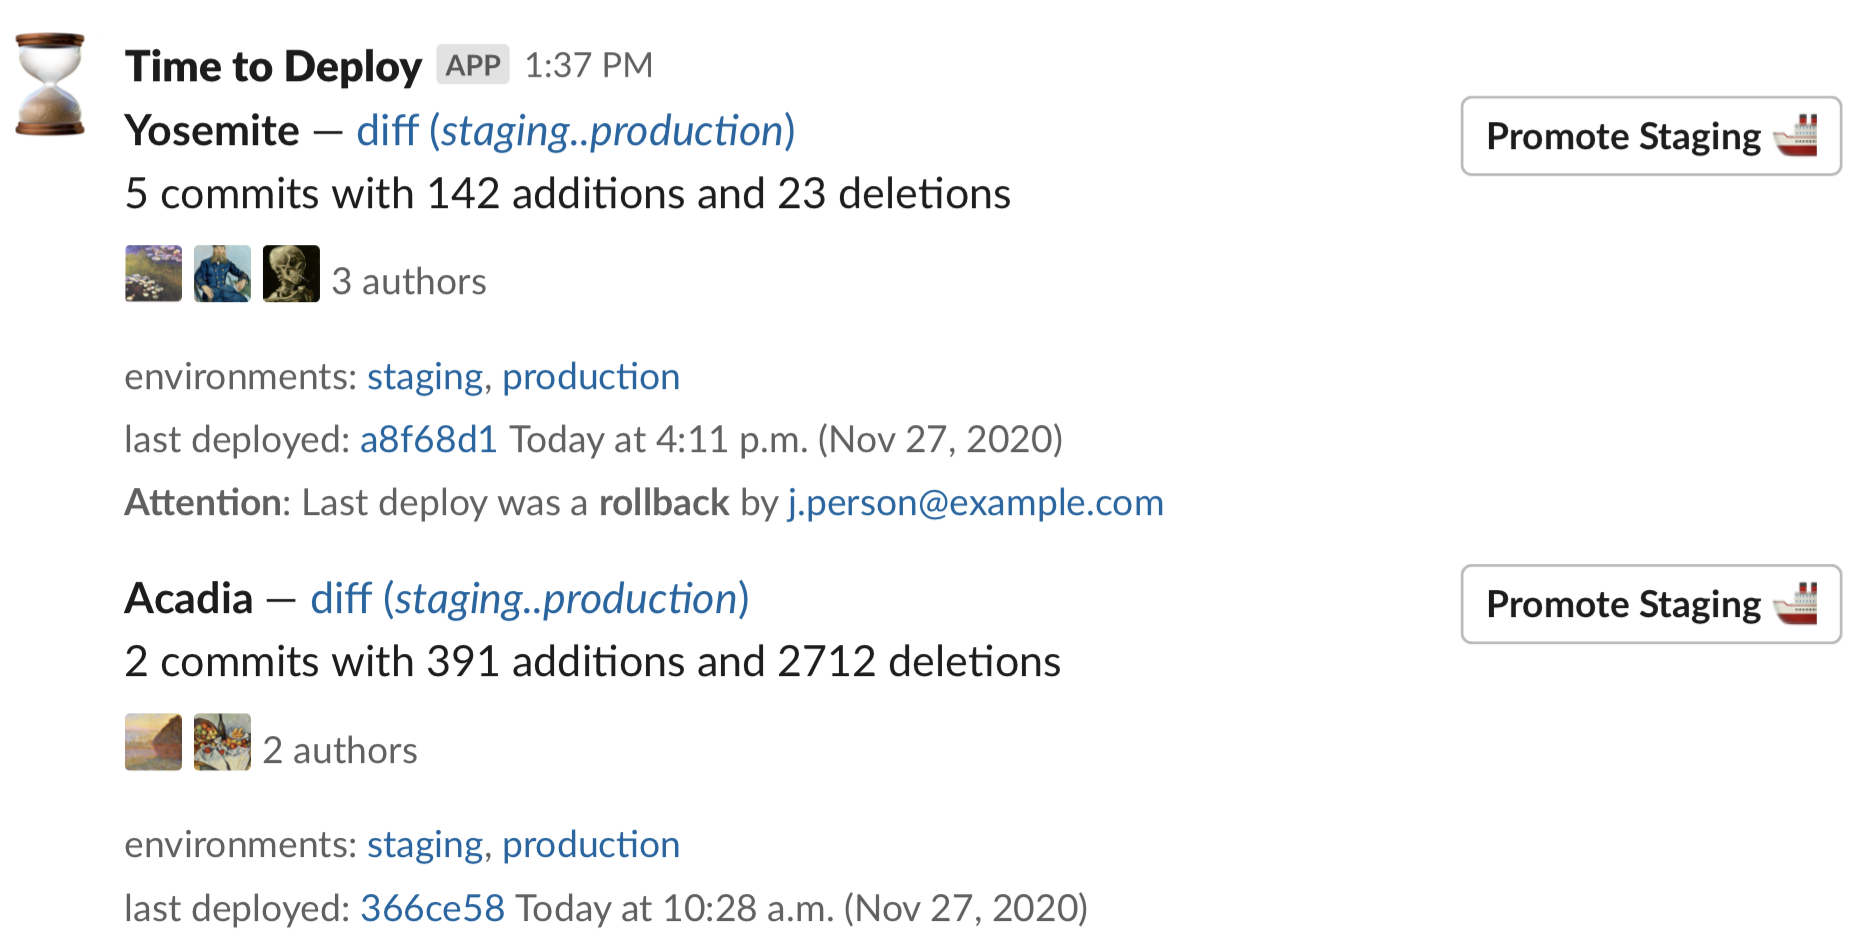 Time to Deploy APP 1:37 PM
Yosemite — diff (staging..production)
Promote Staging
5 commits with 142 additions and 23 deletions
3 authors
environments: staging, production
last deployed: a8f68d1 Today at 4:11 p.m. (Nov 27, 2020)
Attention: Last deploy was a rollback by j.person@example.com
Acadia — diff (staging..production)
Promote Staging
2 commits with 391 additions and 2712 deletions
2 authors
environments: staging, production
last deployed: 366ce58 Today at 10:28 a.m. (Nov 27, 2020)